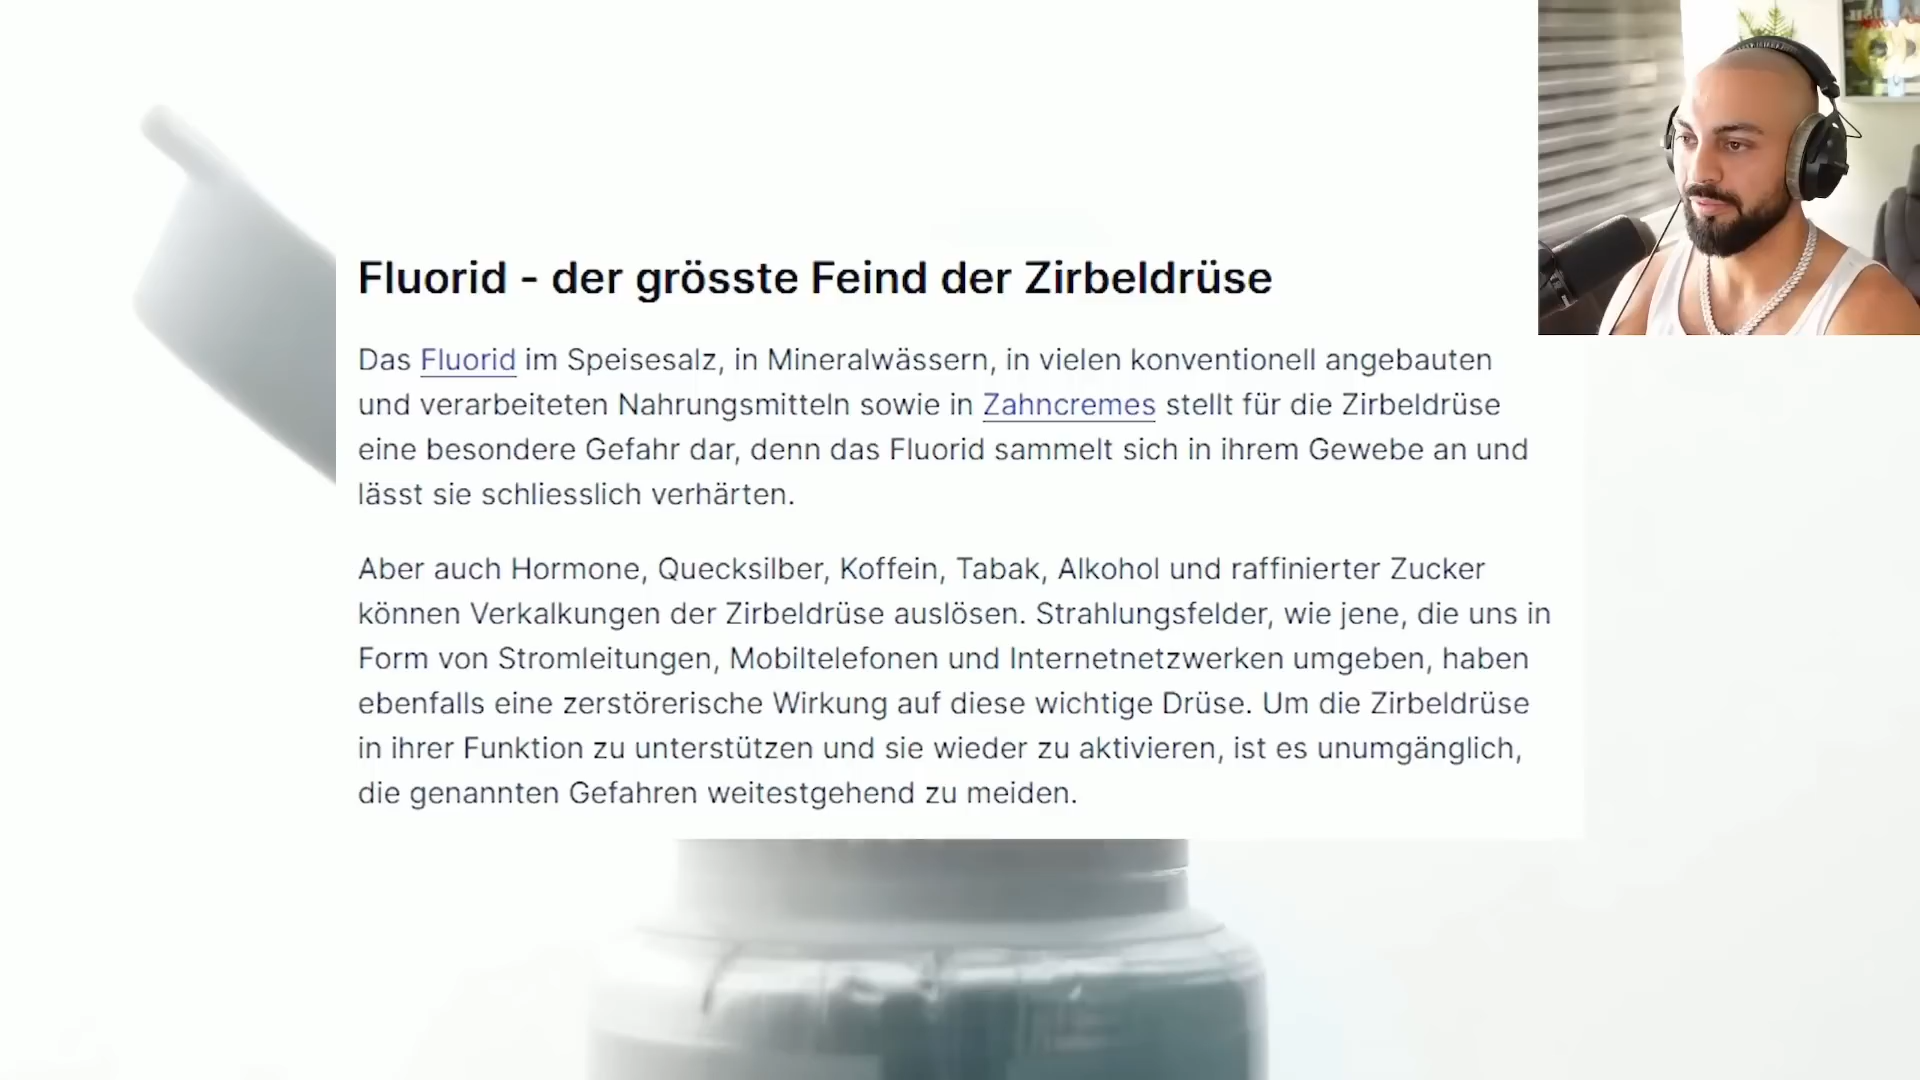 Fluorid - der grösste Feind der Zirbeldrüse
Das Fluorid im Speisesalz, in Mineralwässern, in vielen konventionell angebauten
und verarbeiteten Nahrungsmitteln sowie in Zahncremes stellt für die Zirbeldrüse
eine besondere Gefahr dar, denn das Fluorid sammelt sich in ihrem Gewebe an und
lässt sie schliesslich verhärten.
Aber auch Hormone, Quecksilber, Koffein, Tabak, Alkohol und raffinierter Zucker
können Verkalkungen der Zirbeldrüse auslösen. Strahlungsfelder, wie jene, die uns in
Form von Stromleitungen, Mobiltelefonen und Internetnetzwerken umgeben, haben
ebenfalls eine zerstörerische Wirkung auf diese wichtige Drüse. Um die Zirbeldrüse
in ihrer Funktion zu unterstützen und sie wieder zu aktivieren, ist es unumgänglich,
die genannten Gefahren weitestgehend zu meiden.